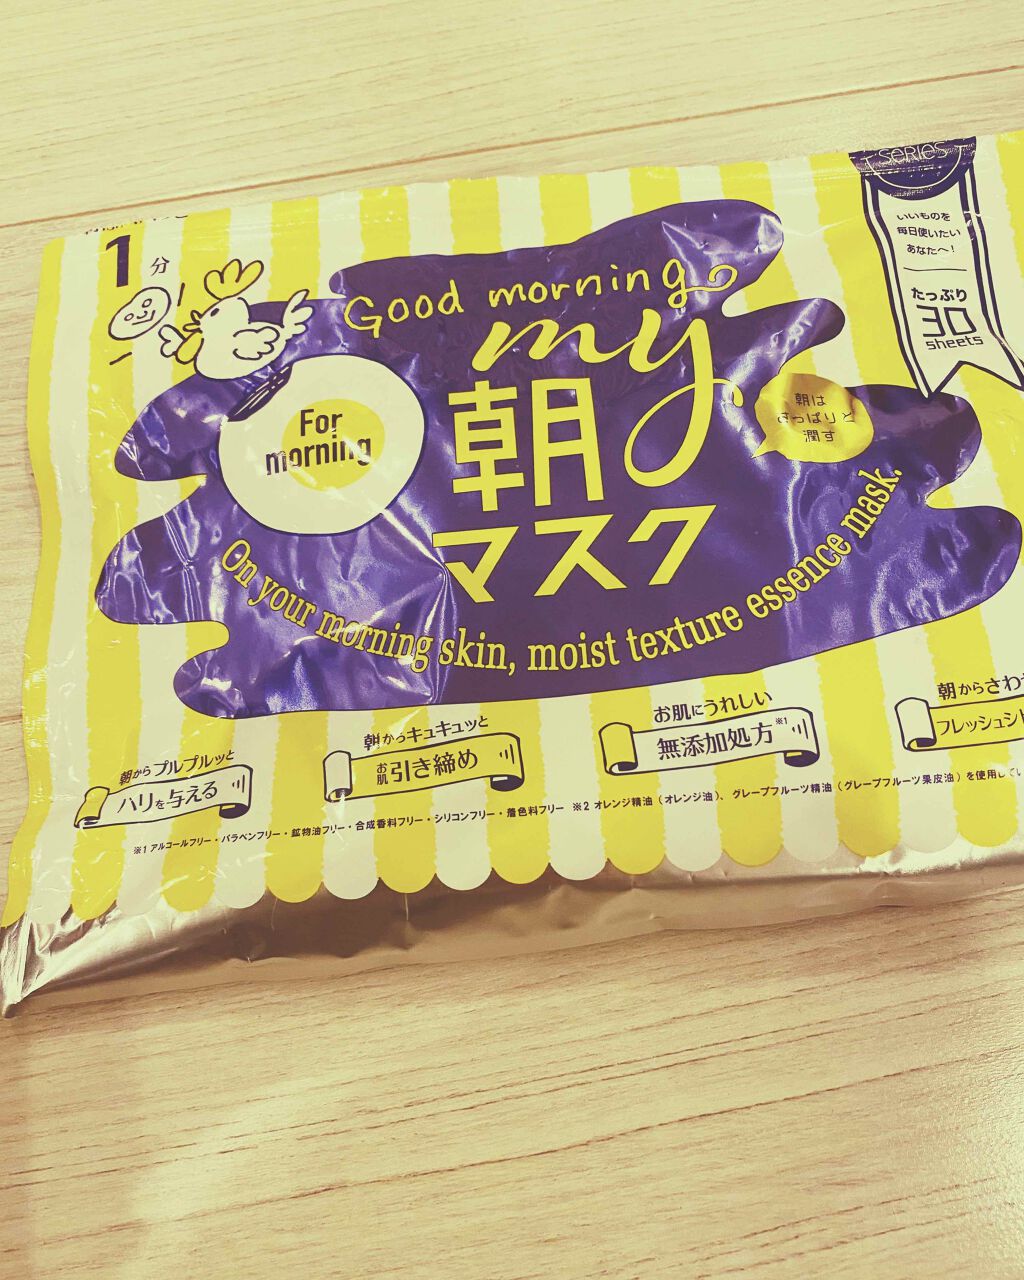 SERIES
いいものを
毎日使いたい
あなたへ!
たっぷり
30
sheets
1分
Good morning
my
朝
マスク
For
morning
朝は
さっぱりと
潤す
On your morning skin, moist texture essence mask.
朝からプルプルッと
ハリを与える
朝からキュキュッと
お肌引き締め
お肌にうれしい
無添加処方※1
朝からさわ
フレッシュシ
※1 アルコールフリー・パラベンフリー・鉱物油フリー・合成香料フリー・シリコンフリー・着色料フリー ※2 オレンジ精油(オレンジ油)、グレープフルーツ精油(グレープフルーツ果皮油)を使用してい